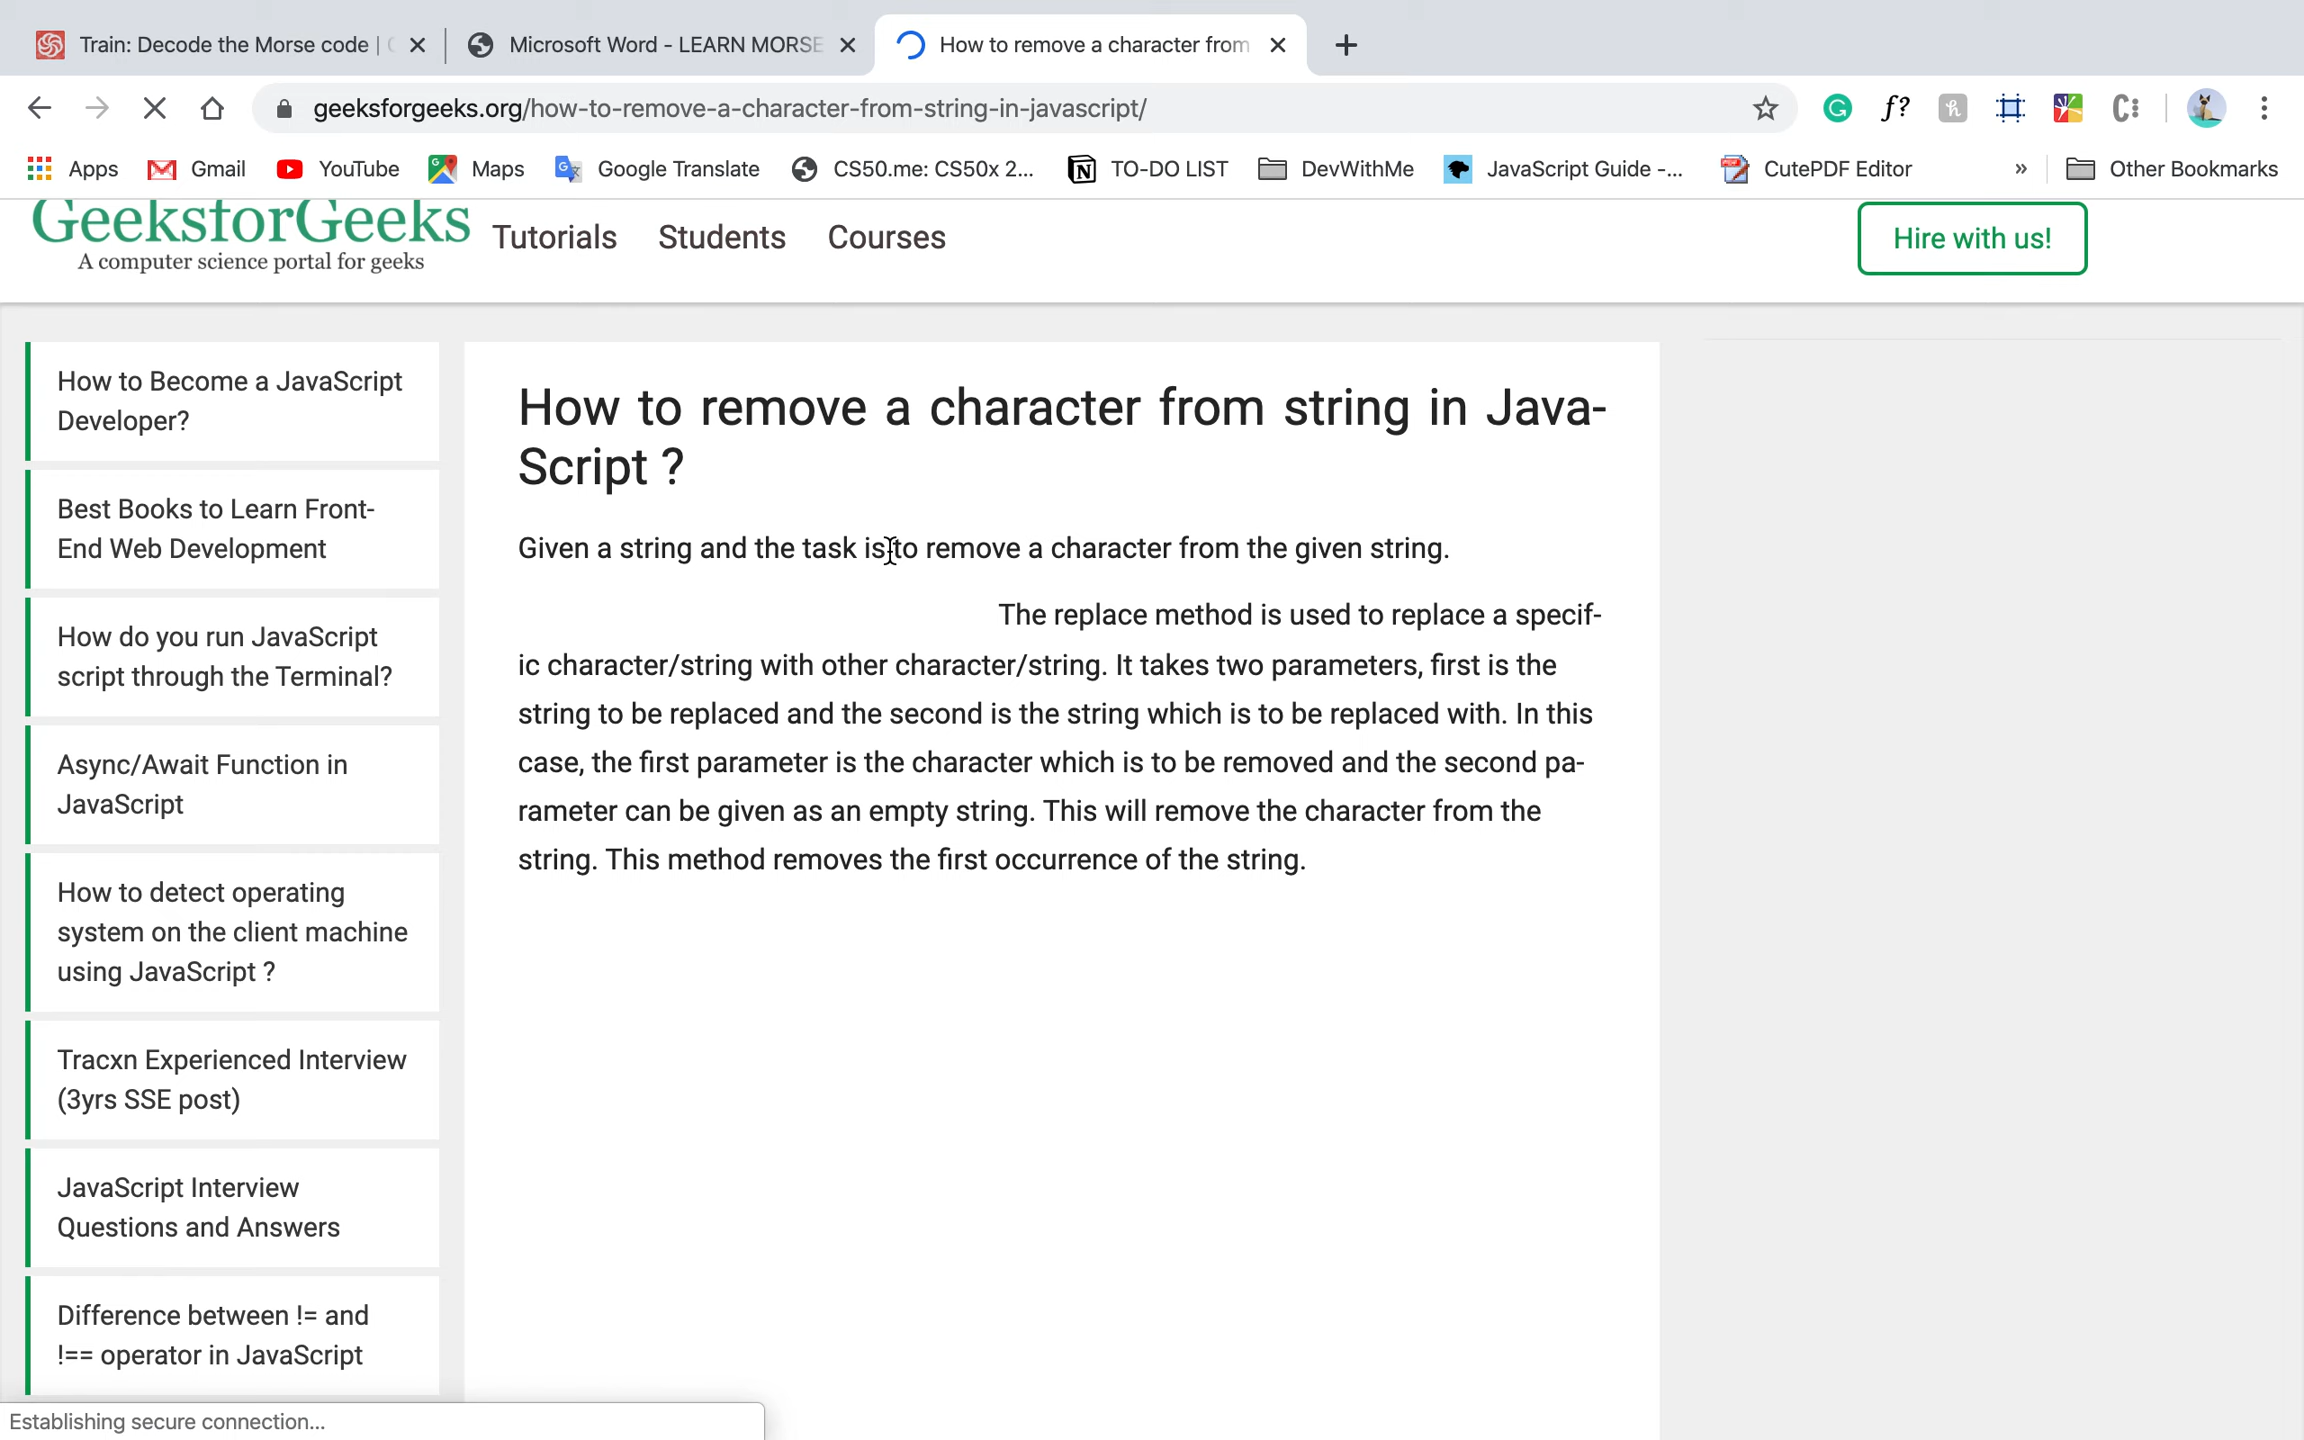 Train: Decode the Morse code |
Microsoft Word - LEARN MORSE
How to remove a character from
geeksforgeeks.org/how-to-remove-a-character-from-string-in-javascript/
f?
Apps
Gmail
YouTube
Maps
Google Translate
CS50.me: CS50x 2...
TO-DO LIST
DevWithMe
JavaScript Guide -...
CutePDF Editor
»
Other Bookmarks
GeeksforGeeks
A computer science portal for geeks
Tutorials
Students
Courses
Hire with us!
How to Become a JavaScript
Developer?
Best Books to Learn Front-
End Web Development
How do you run JavaScript
script through the Terminal?
Async/Await Function in
JavaScript
How to detect operating
system on the client machine
using JavaScript ?
Tracxn Experienced Interview
(3yrs SSE post)
JavaScript Interview
Questions and Answers
Difference between != and
!== operator in JavaScript
How to remove a character from string in Java-
Script ?
Given a string and the task is to remove a character from the given string.
The replace method is used to replace a specif-
ic character/string with other character/string. It takes two parameters, first is the
string to be replaced and the second is the string which is to be replaced with. In this
case, the first parameter is the character which is to be removed and the second pa-
rameter can be given as an empty string. This will remove the character from the
string. This method removes the first occurrence of the string.
Establishing secure connection...